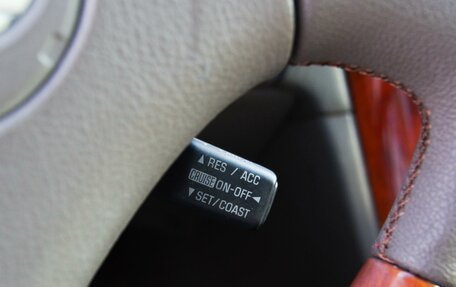 ▲ RES / ACC
CRUISE ON-OFF ◄
▼ SET/COAST